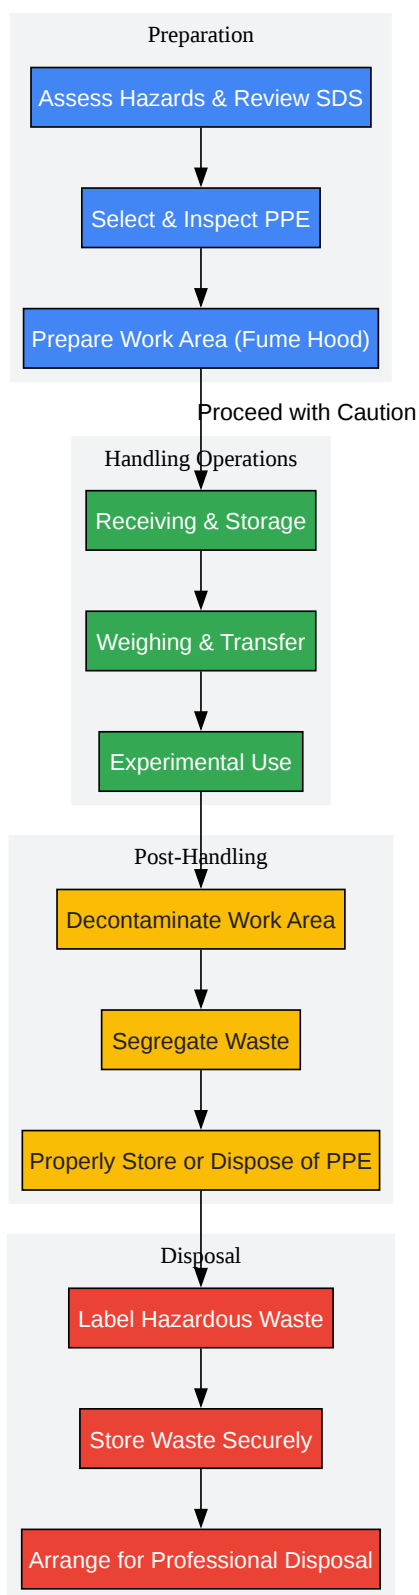 Preparation
Assess Hazards & Review SDS
Select & Inspect PPE
Prepare Work Area (Fume Hood)
Proceed with Caution
Handling Operations
Receiving & Storage
Weighing & Transfer
Experimental Use
Post-Handling
Decontaminate Work Area
Segregate Waste
Properly Store or Dispose of PPE
Disposal
Label Hazardous Waste
Store Waste Securely
Arrange for Professional Disposal